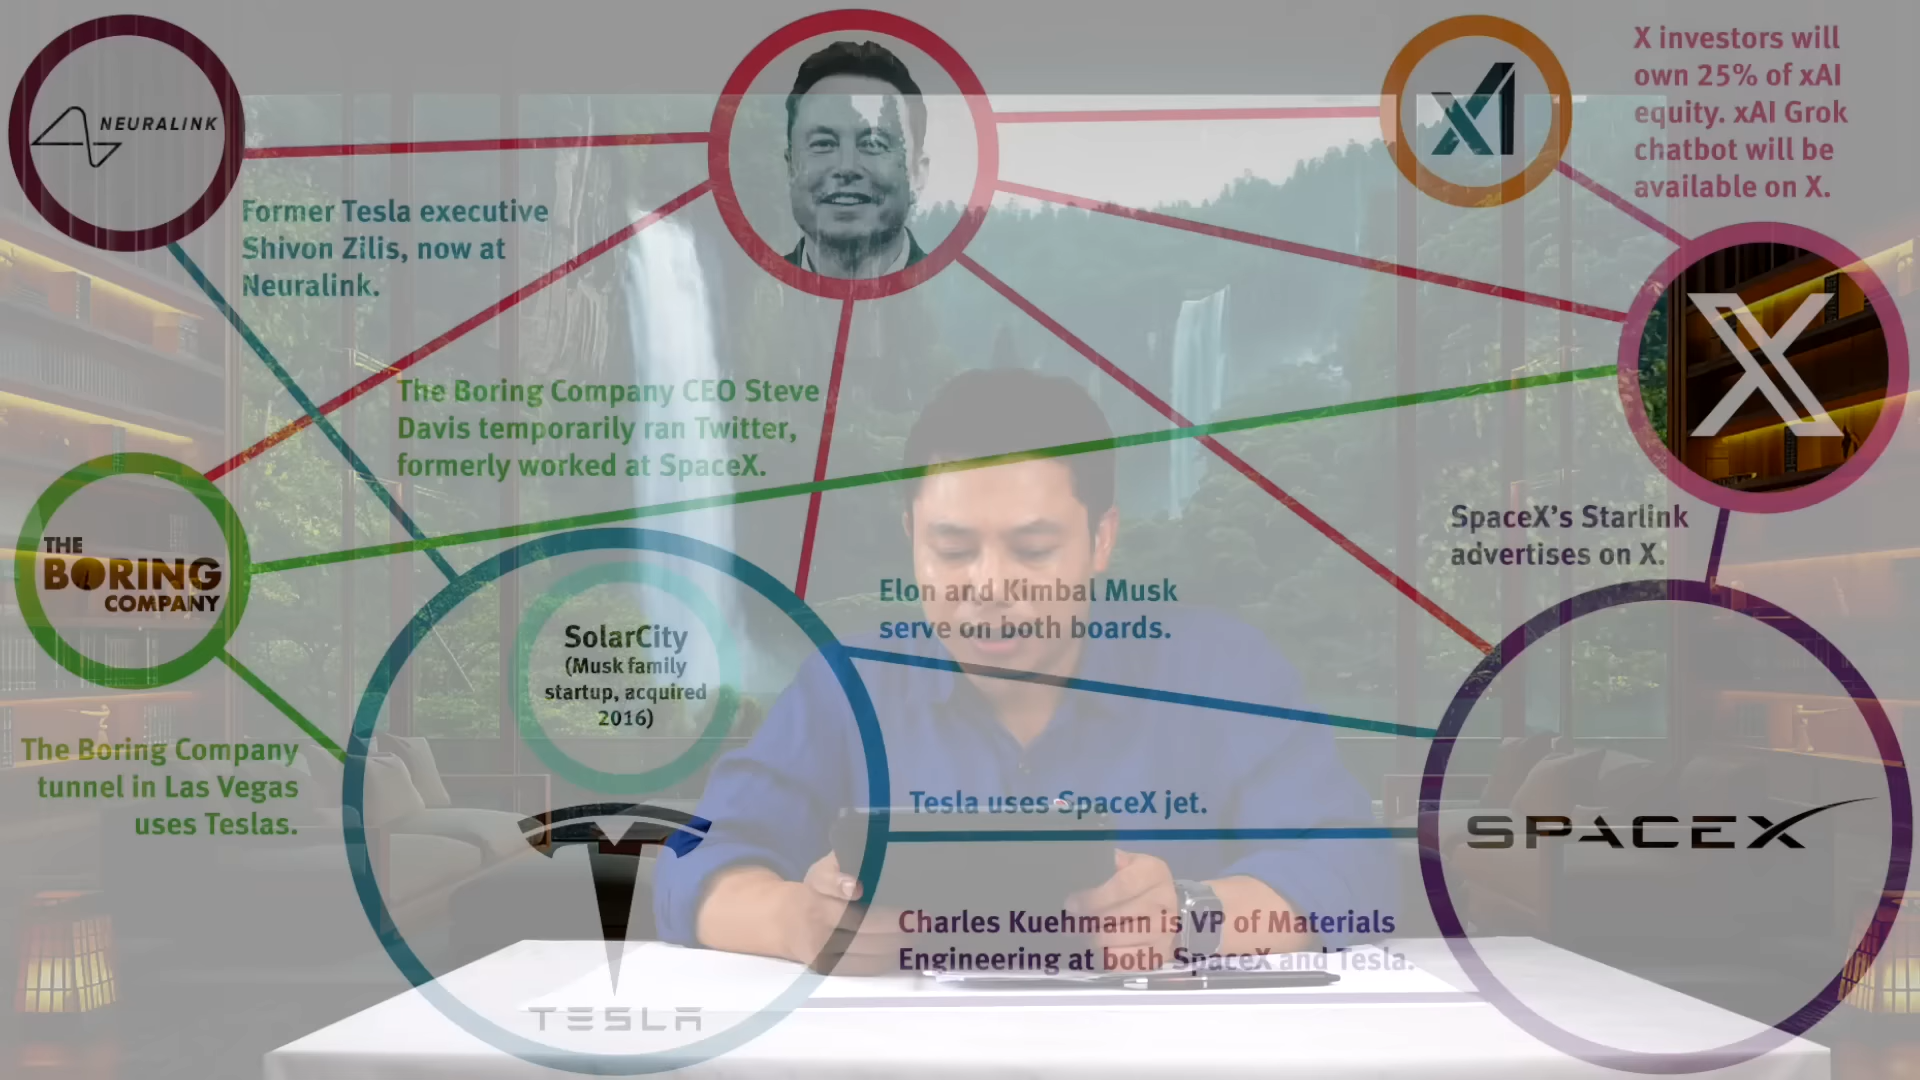 NEURALINK
X investors will
own 25% of xAI
equity. xAI Grok
chatbot will be
available on X.
Former Tesla executive
Shivon Zilis, now at
Neuralink.
The Boring Company CEO Steve
Davis temporarily ran Twitter,
formerly worked at SpaceX.
THE
BORING
COMPANY
SpaceX's Starlink
advertises on X.
Elon and Kimbal Musk
serve on both boards.
SolarCity
(Musk family
startup, acquired
2016)
The Boring Company
tunnel in Las Vegas
uses Teslas.
Tesla uses SpaceX jet.
SPACEX
Charles Kuehmann is VP of Materials
Engineering at both SpaceX and Tesla.
TESLA